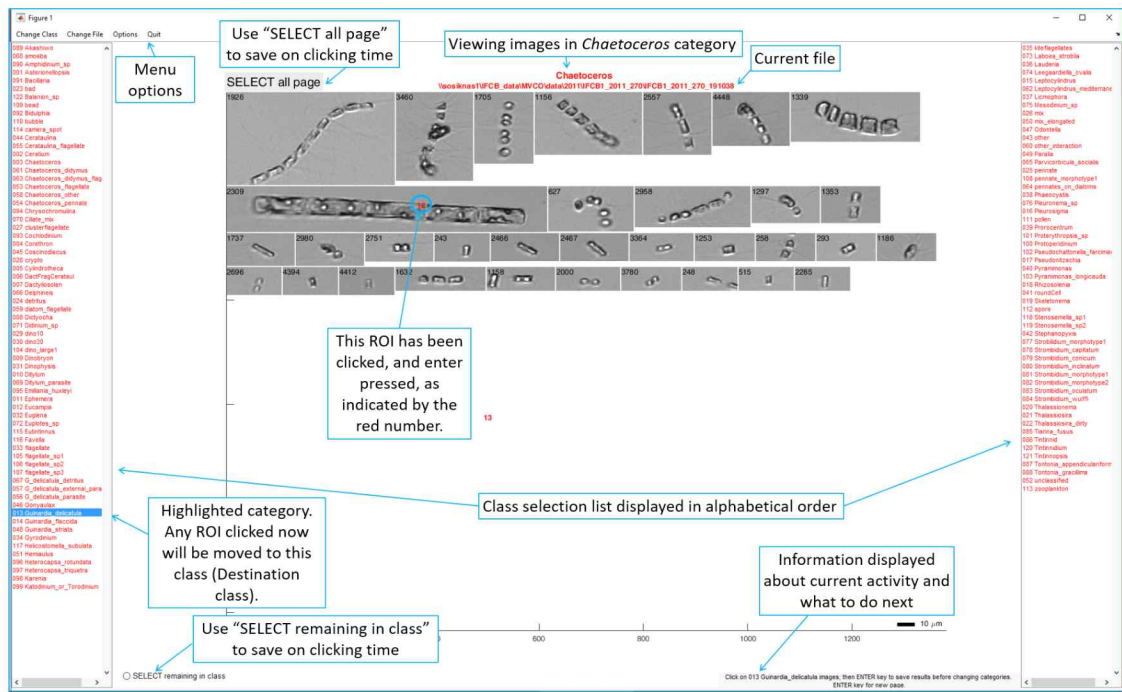 Figure 1
Change Class Change File Options Quit
Menu
options
Use “SELECT all page”
to save on clicking time
Viewing images in Chaetoceros category
Current file
SELECT all page
Chaetoceros
\\sosiknas1\IFCB_data\MVCO\data\2011\IFCB1_2011_270\IFCB1_2011_270_191038
1926 3460 1705 1156 2557 4448 1339
2309 627 2958 1297 1353
1737 2980 2751 243 2466 2467 3364 1253 258 293 1186
2696 4394 4412 1632 1158 2000 3780 248 515 2285
This ROI has been
clicked, and enter
pressed, as
indicated by the
red number.
13
Class selection list displayed in alphabetical order
Highlighted category.
Any ROI clicked now
will be moved to this
class (Destination
class).
Information displayed
about current activity and
what to do next
Use “SELECT remaining in class”
to save on clicking time
600 800 1000 1200
10 μm
SELECT remaining in class
Click on 013 Guinardia_delicatula images; then ENTER key to save results before changing categories.
ENTER key for new page.
089 Akashiwo
090 Amphidinium_sp
001 Asterionellopsis
091 Bacillaria
023 bad
122 Balanion_sp
109 bead
092 Bidulphia
110 bubble
114 camera_spot
044 Cerataulina
055 Cerataulina_flagellate
002 Ceratium
003 Chaetoceros
061 Chaetoceros_didymus
063 Chaetoceros_didymus_flag
053 Chaetoceros_flagellate
058 Chaetoceros_other
054 Chaetoceros_pennate
094 Chrysochromulina
070 Ciliate_mix
027 clusterflagellate
093 Cochlodinium
004 Corethron
045 Coscinodiscus
028 crypto
005 Cylindrotheca
006 DactFragCerataul
007 Dactyliosolen
066 Delphineis
024 detritus
059 diatom_flagellate
008 Dictyocha
071 Didinium_sp
029 dino10
030 dino30
104 dino_large1
009 Dinobryon
031 Dinophysis
010 Ditylum
069 Ditylum_parasite
095 Emiliania_huxleyi
011 Ephemera
012 Eucampia
032 Euglena
072 Euplotes_sp
115 Eutintinnus
116 Favella
033 flagellate
105 flagellate_sp1
106 flagellate_sp2
107 flagellate_sp3
067 G_delicatula_detritus
057 G_delicatula_external_para
056 G_delicatula_parasite
046 Gonyaulax
013 Guinardia_delicatula
014 Guinardia_flaccida
048 Guinardia_striata
034 Gyrodinium
117 Helicostomella_subulata
051 Hemiaulus
096 Heterocapsa_rotundata
097 Heterocapsa_triquetra
098 Karenia
099 Katodinium_or_Torodinium
035 kiteflagellates
073 Laboea_strobila
036 Lauderia
074 Leegaardiella_ovalis
015 Leptocylindrus
062 Leptocylindrus_mediterrane
037 Licmophora
075 Mesodinium_sp
026 mix
050 mix_elongated
047 Odontella
043 other
060 other_interaction
049 Paralia
065 Parvicorbicula_socialis
025 pennate
108 pennate_morphotype1
064 pennates_on_diatoms
038 Phaeocystis
076 Pleuronema_sp
016 Pleurosigma
111 pollen
039 Prorocentrum
101 Proterythropsis_sp
100 Protoperidinium
102 Pseudochattonella_farcimen
017 Pseudonitzschia
040 Pyramimonas
103 Pyramimonas_longicauda
018 Rhizosolenia
041 roundCell
019 Skeletonema
112 spore
118 Stenosemella_sp1
119 Stenosemella_sp2
042 Stephanopyxis
077 Strobilidium_morphotype1
078 Strombidium_capitatum
079 Strombidium_conicum
080 Strombidium_inclinatum
081 Strombidium_morphotype1
082 Strombidium_morphotype2
083 Strombidium_oculatum
084 Strombidium_wulffi
020 Thalassionema
021 Thalassiosira
022 Thalassiosira_dirty
085 Tiarina_fusus
086 Tintinnid
120 Tintinnidium
121 Tintinnopsis
087 Tontonia_appendiculariform
088 Tontonia_gracillima
052 unclassified
113 zooplankton